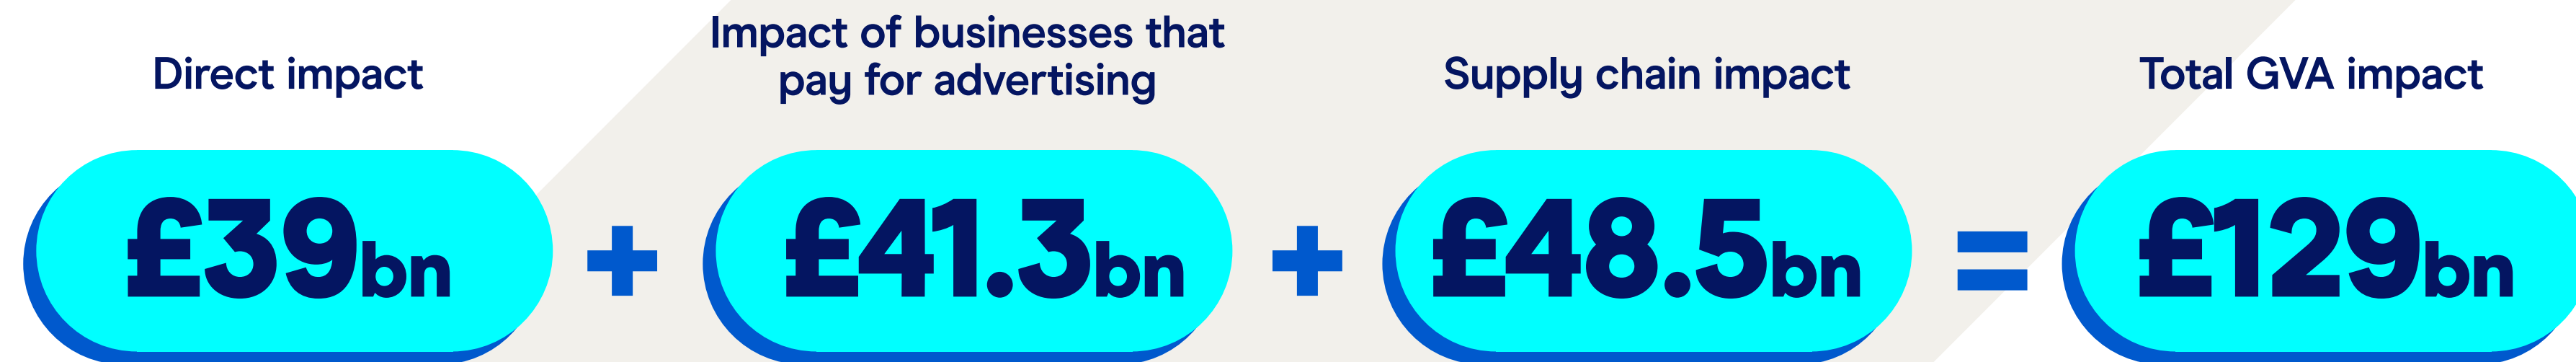 Direct impact
Impact of businesses that
pay for advertising
Supply chain impact
Total GVA impact
£39bn + £41.3bn + £48.5bn = £129bn